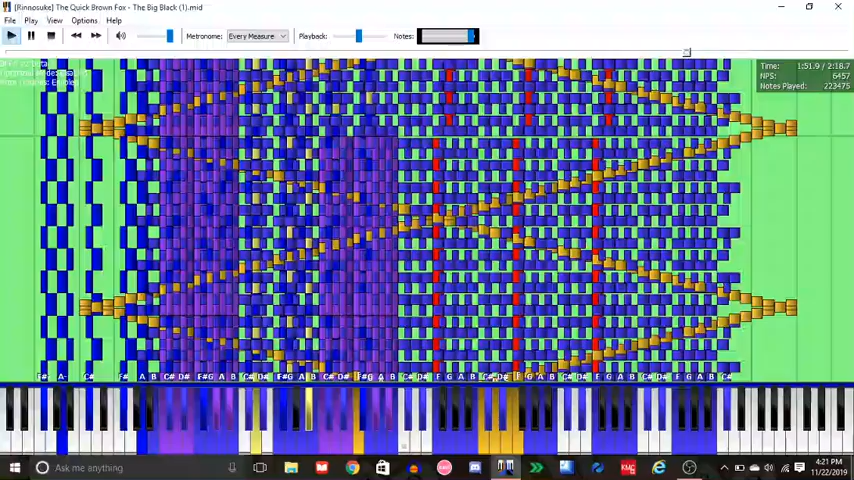 [Rinnosuke] The Quick Brown Fox - The Big Black (1).mid
File Play View Options Help
Metronome: Every Measure Playback: Notes:
Time: 1:51.9 / 2:18.7
NPS: 6457
Notes Played: 223475
F# A# C# F# A B C# D# F#G A B C# D# F#G A B C# D# F#G A B C# D# F G A B C# D# F G A B C# D# F G A B C#
Ask me anything
4:21 PM
11/22/2019